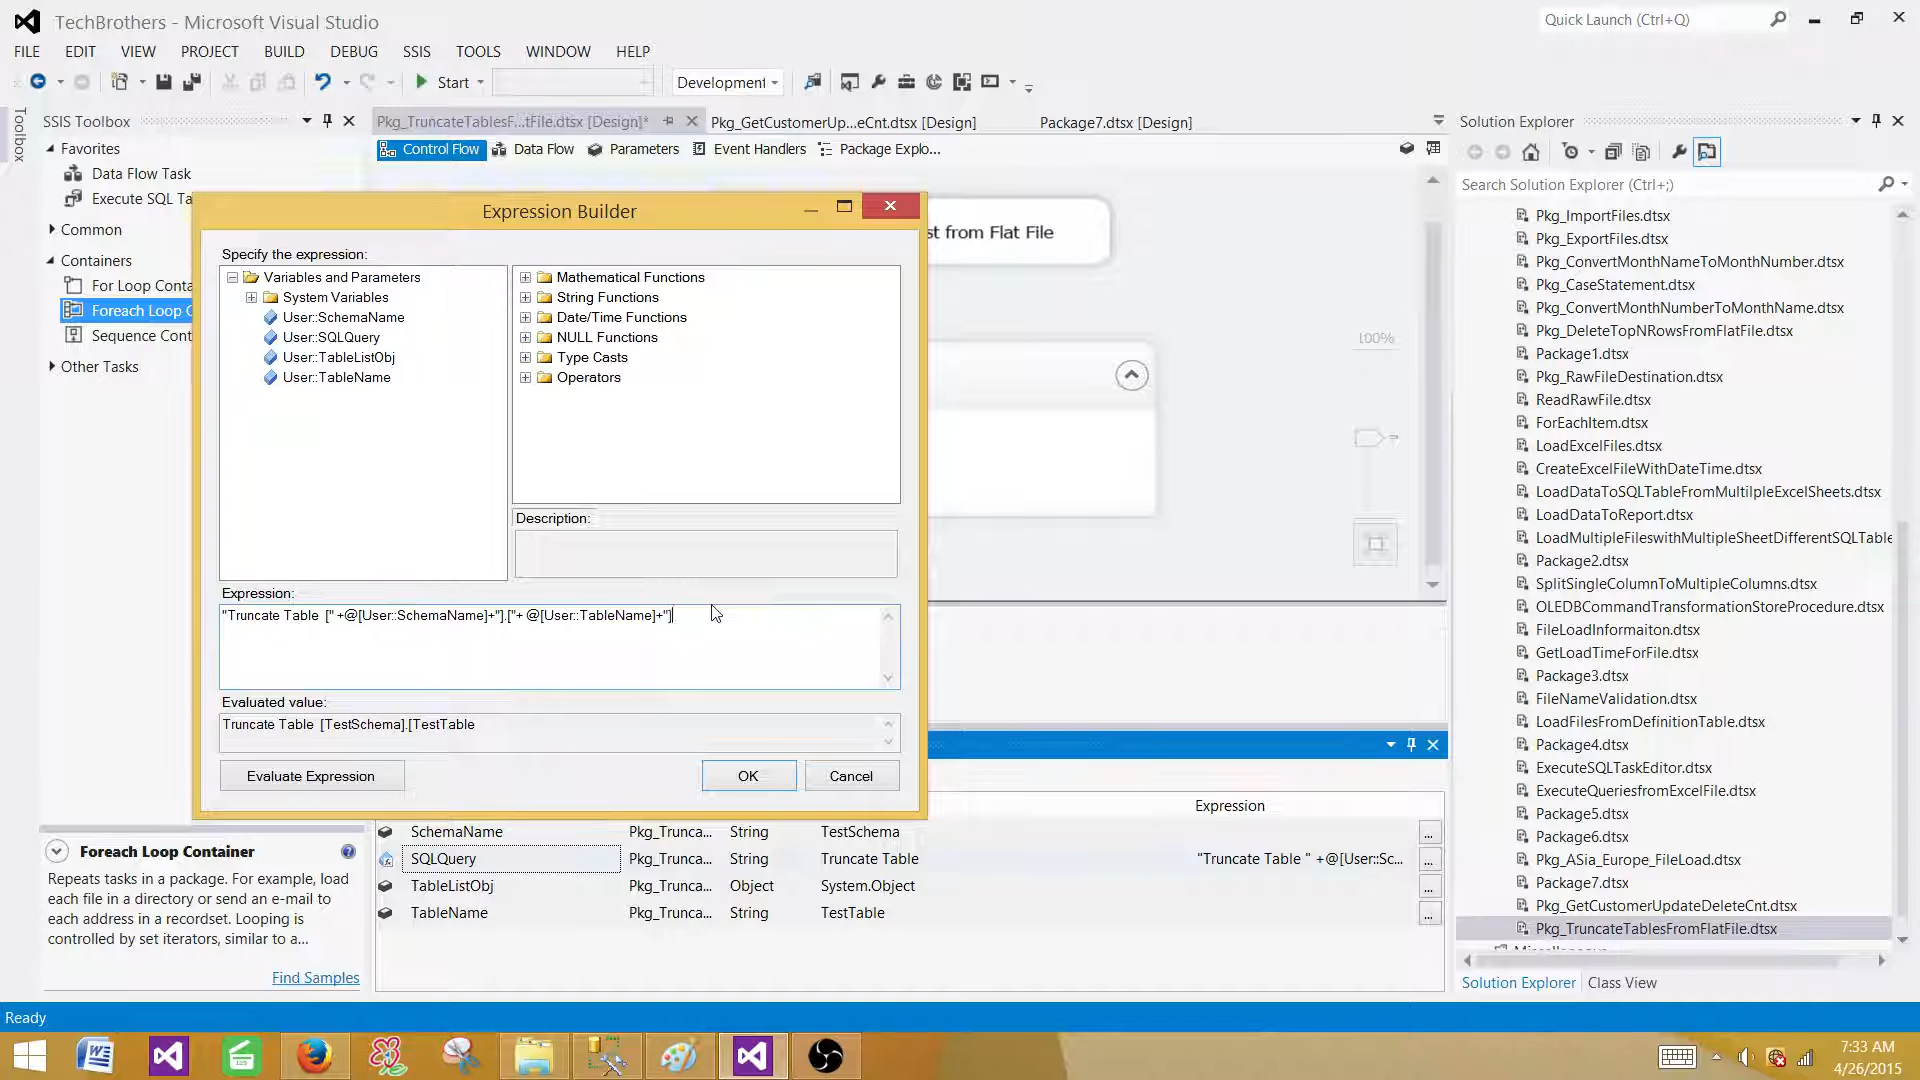 TechBrothers - Microsoft Visual Studio
Quick Launch (Ctrl+Q)
FILE EDIT VIEW PROJECT BUILD DEBUG SSIS TOOLS WINDOW HELP
Start Development
Toolbox
SSIS Toolbox
Pkg_TruncateTablesF...tFile.dtsx [Design]* Pkg_GetCustomerUp...eCnt.dtsx [Design] Package7.dtsx [Design]
Control Flow Data Flow Parameters Event Handlers Package Explo...
Favorites
Data Flow Task
Execute SQL Ta
Common
Containers
For Loop Conta
Foreach Loop C
Sequence Cont
Other Tasks
st from Flat File
100%
Expression Builder
Specify the expression:
Variables and Parameters
System Variables
User::SchemaName
User::SQLQuery
User::TableListObj
User::TableName
Mathematical Functions
String Functions
Date/Time Functions
NULL Functions
Type Casts
Operators
Description:
Expression:
"Truncate Table [" +@[User::SchemaName]+"].["+ @[User::TableName]+"]
Evaluated value:
Truncate Table [TestSchema].[TestTable
Evaluate Expression OK Cancel
Expression
SchemaName Pkg_Trunca... String TestSchema ...
SQLQuery Pkg_Trunca... String Truncate Table "Truncate Table " +@[User::Sc... ...
TableListObj Pkg_Trunca... Object System.Object ...
TableName Pkg_Trunca... String TestTable ...
Foreach Loop Container
Repeats tasks in a package. For example, load
each file in a directory or send an e-mail to
each address in a recordset. Looping is
controlled by set iterators, similar to a...
Find Samples
Solution Explorer
Search Solution Explorer (Ctrl+;)
Pkg_ImportFiles.dtsx
Pkg_ExportFiles.dtsx
Pkg_ConvertMonthNameToMonthNumber.dtsx
Pkg_CaseStatement.dtsx
Pkg_ConvertMonthNumberToMonthName.dtsx
Pkg_DeleteTopNRowsFromFlatFile.dtsx
Package1.dtsx
Pkg_RawFileDestination.dtsx
ReadRawFile.dtsx
ForEachItem.dtsx
LoadExcelFiles.dtsx
CreateExcelFileWithDateTime.dtsx
LoadDataToSQLTableFromMultilpleExcelSheets.dtsx
LoadDataToReport.dtsx
LoadMultipleFileswithMultipleSheetDifferentSQLTable
Package2.dtsx
SplitSingleColumnToMultipleColumns.dtsx
OLEDBCommandTransformationStoreProcedure.dtsx
FileLoadInformaiton.dtsx
GetLoadTimeForFile.dtsx
Package3.dtsx
FileNameValidation.dtsx
LoadFilesFromDefinitionTable.dtsx
Package4.dtsx
ExecuteSQLTaskEditor.dtsx
ExecuteQueriesfromExcelFile.dtsx
Package5.dtsx
Package6.dtsx
Pkg_ASia_Europe_FileLoad.dtsx
Package7.dtsx
Pkg_GetCustomerUpdateDeleteCnt.dtsx
Pkg_TruncateTablesFromFlatFile.dtsx
Solution Explorer Class View
Ready
7:33 AM
4/26/2015